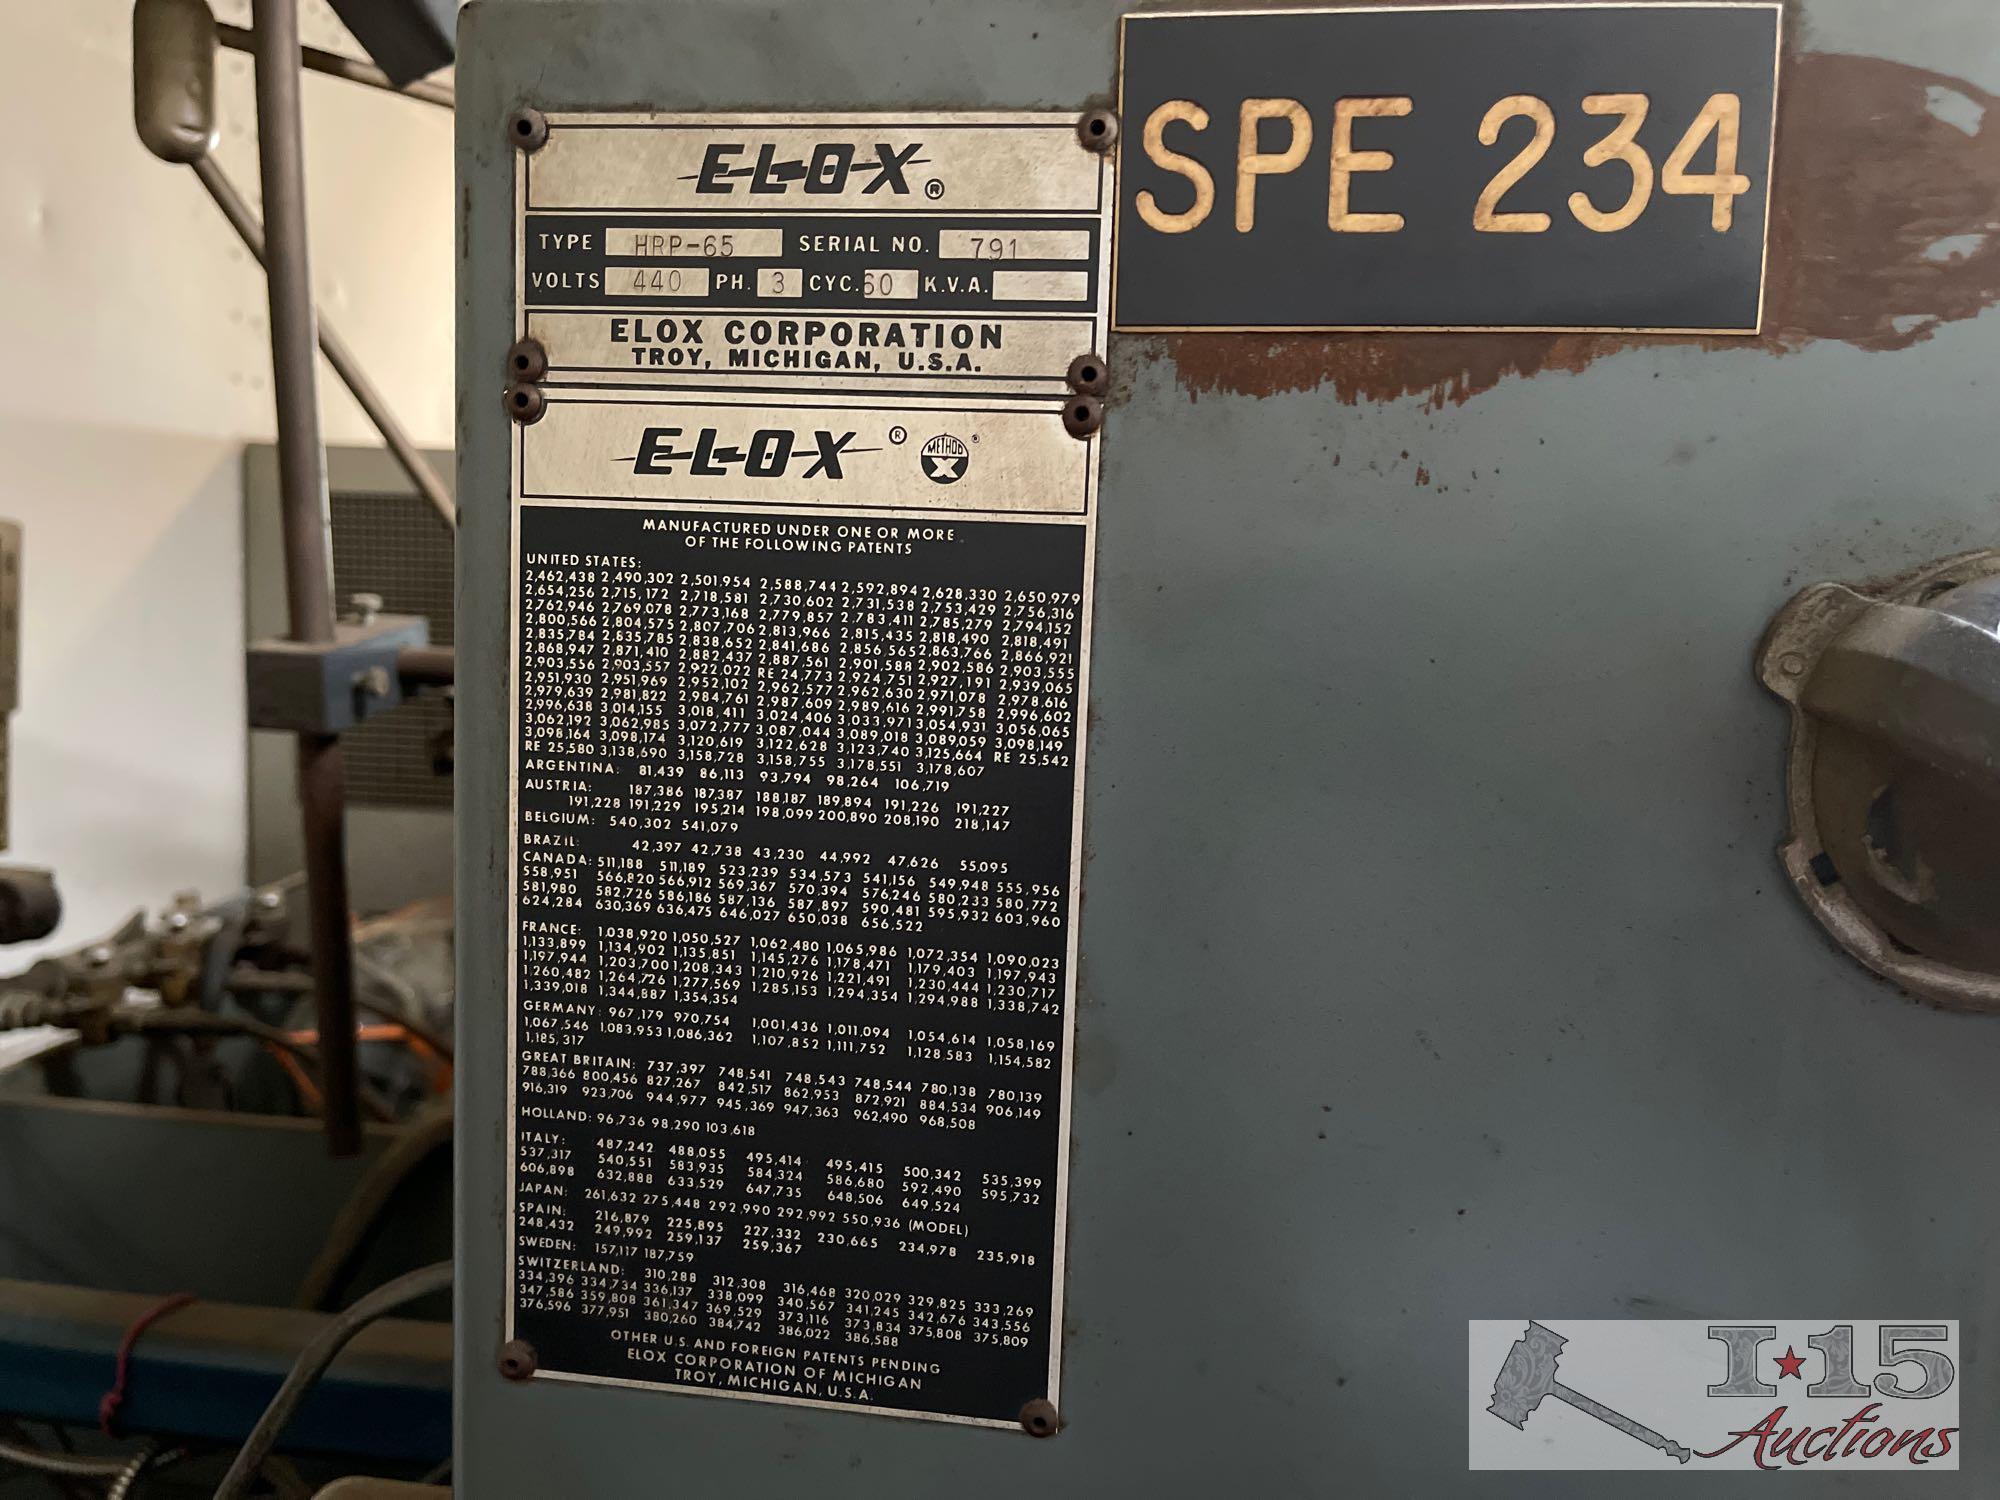 ELOX®
TYPE HRP-65 SERIAL NO. 791
VOLTS 440 PH. 3 CYC. 60 K.V.A.
ELOX CORPORATION
TROY, MICHIGAN, U.S.A.
SPE 234
ELOX ® METHOD X ®
MANUFACTURED UNDER ONE OR MORE
OF THE FOLLOWING PATENTS
UNITED STATES:
2,462,438 2,490,302 2,501,954 2,588,744 2,592,894 2,628,330 2,650,979
2,654,256 2,715,172 2,718,581 2,730,602 2,731,538 2,753,429 2,756,316
2,762,946 2,769,078 2,773,168 2,779,857 2,783,411 2,785,279 2,794,152
2,800,566 2,804,575 2,807,706 2,813,966 2,815,435 2,818,490 2,818,491
2,835,784 2,835,785 2,838,652 2,841,686 2,856,565 2,863,766 2,866,921
2,868,947 2,871,410 2,882,437 2,887,561 2,901,588 2,902,586 2,903,555
2,903,556 2,903,557 2,922,022 RE 24,773 2,924,751 2,927,191 2,939,065
2,951,930 2,951,969 2,952,102 2,962,577 2,962,630 2,971,078 2,978,616
2,979,639 2,981,822 2,984,761 2,987,609 2,989,616 2,991,758 2,996,602
2,996,638 3,014,155 3,018,411 3,024,406 3,033,971 3,054,931 3,056,065
3,062,192 3,062,985 3,072,777 3,087,044 3,089,018 3,089,059 3,098,149
3,098,164 3,098,174 3,120,619 3,122,628 3,123,740 3,125,664 RE 25,542
RE 25,580 3,138,690 3,158,728 3,158,755 3,178,551 3,178,607
ARGENTINA: 81,439 86,113 93,794 98,264 106,719
AUSTRIA: 187,386 187,387 188,187 189,894 191,226 191,227
191,228 191,229 195,214 198,099 200,890 208,190 218,147
BELGIUM: 540,302 541,079
BRAZIL: 42,397 42,738 43,230 44,992 47,626 55,095
CANADA: 511,188 511,189 523,239 534,573 541,156 549,948 555,956
558,951 566,820 566,912 569,367 570,394 576,246 580,233 580,772
581,980 582,726 586,186 587,136 587,897 590,481 595,932 603,960
624,284 630,369 636,475 646,027 650,038 656,522
FRANCE: 1,038,920 1,050,527 1,062,480 1,065,986 1,072,354 1,090,023
1,133,899 1,134,902 1,135,851 1,145,276 1,178,471 1,179,403 1,197,943
1,197,944 1,203,700 1,208,343 1,210,926 1,221,491 1,230,444 1,230,717
1,260,482 1,264,726 1,277,569 1,285,153 1,294,354 1,294,988 1,338,742
1,339,018 1,344,887 1,354,354
GERMANY: 967,179 970,754 1,001,436 1,011,094 1,054,614 1,058,169
1,067,546 1,083,953 1,086,362 1,107,852 1,111,752 1,128,583 1,154,582
1,185,317
GREAT BRITAIN: 737,397 748,541 748,543 748,544 780,138 780,139
788,366 800,456 827,267 842,517 862,953 872,921 884,534 906,149
916,319 923,706 944,977 945,369 947,363 962,490 968,508
HOLLAND: 96,736 98,290 103,618
ITALY: 487,242 488,055 495,414 495,415 500,342 535,399
537,317 540,551 583,935 584,324 586,680 592,490 595,732
606,898 632,888 633,529 647,735 648,506 649,524
JAPAN: 261,632 275,448 292,990 292,992 550,936 (MODEL)
SPAIN: 216,879 225,895 227,332 230,665 234,978 235,918
248,432 249,992 259,137 259,367
SWEDEN: 157,117 187,759
SWITZERLAND: 310,288 312,308 316,468 320,029 329,825 333,269
334,396 334,734 336,137 338,099 340,567 341,245 342,676 343,556
347,586 359,808 361,347 369,529 373,116 373,834 375,808 375,809
376,596 377,951 380,260 384,742 386,022 386,588
OTHER U.S. AND FOREIGN PATENTS PENDING
ELOX CORPORATION OF MICHIGAN
TROY, MICHIGAN, U.S.A.
I★15
Auctions